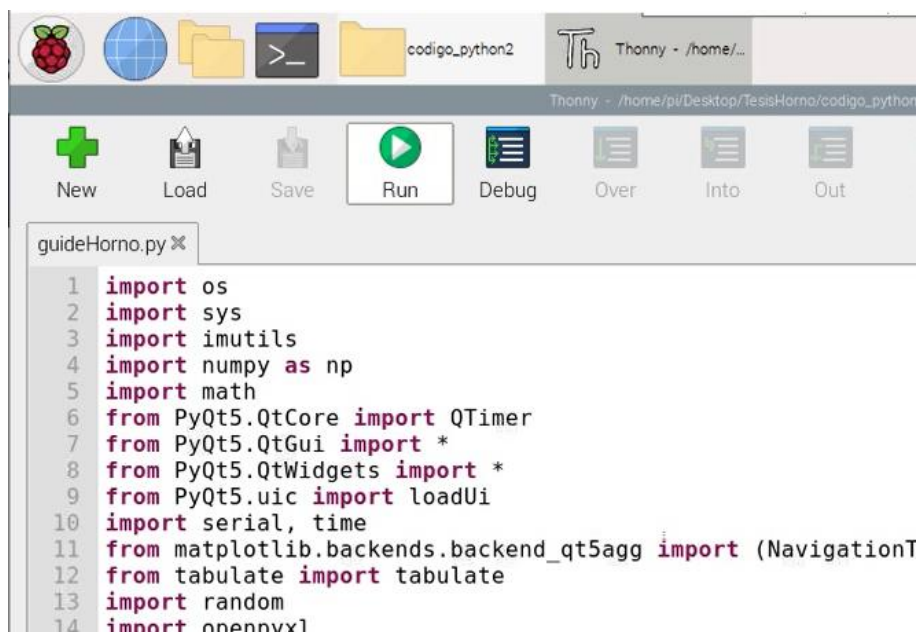 codigo_python2
Th Thonny - /home/...
Thonny - /home/pi/Desktop/TesisHorno/codigo_python
New Load Save Run Debug Over Into Out
guideHorno.py
1 import os
2 import sys
3 import imutils
4 import numpy as np
5 import math
6 from PyQt5.QtCore import QTimer
7 from PyQt5.QtGui import *
8 from PyQt5.QtWidgets import *
9 from PyQt5.uic import loadUi
10 import serial, time
11 from matplotlib.backends.backend_qt5agg import (NavigationT
12 from tabulate import tabulate
13 import random
14 import openpyxl